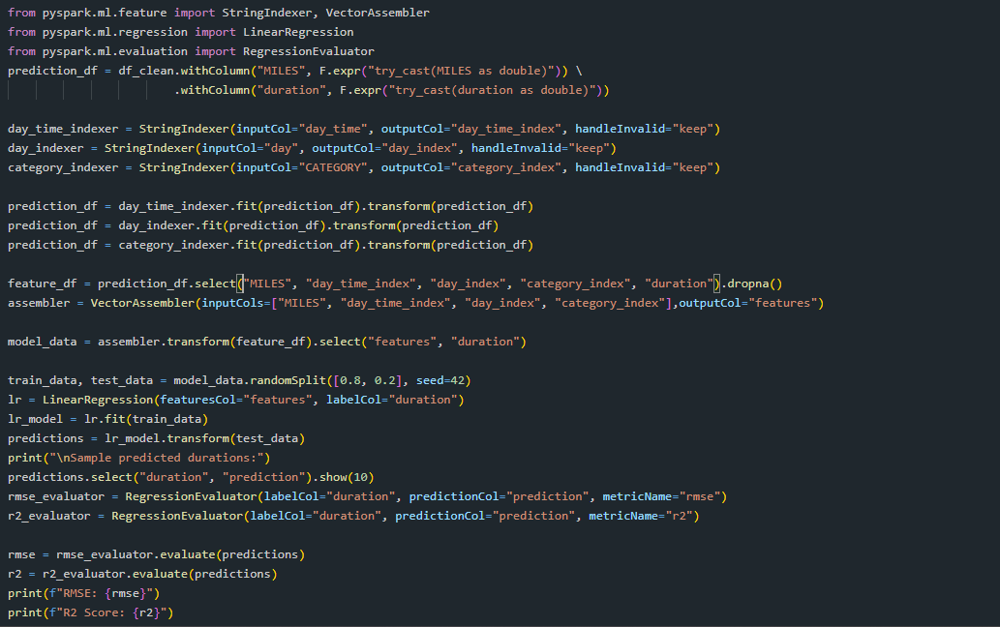 from pyspark.ml.feature import StringIndexer, VectorAssembler
from pyspark.ml.regression import LinearRegression
from pyspark.ml.evaluation import RegressionEvaluator
prediction_df = df_clean.withColumn("MILES", F.expr("try_cast(MILES as double)")) \
                        .withColumn("duration", F.expr("try_cast(duration as double)"))

day_time_indexer = StringIndexer(inputCol="day_time", outputCol="day_time_index", handleInvalid="keep")
day_indexer = StringIndexer(inputCol="day", outputCol="day_index", handleInvalid="keep")
category_indexer = StringIndexer(inputCol="CATEGORY", outputCol="category_index", handleInvalid="keep")

prediction_df = day_time_indexer.fit(prediction_df).transform(prediction_df)
prediction_df = day_indexer.fit(prediction_df).transform(prediction_df)
prediction_df = category_indexer.fit(prediction_df).transform(prediction_df)

feature_df = prediction_df.select("MILES", "day_time_index", "day_index", "category_index", "duration").dropna()
assembler = VectorAssembler(inputCols=["MILES", "day_time_index", "day_index", "category_index"],outputCol="features")

model_data = assembler.transform(feature_df).select("features", "duration")

train_data, test_data = model_data.randomSplit([0.8, 0.2], seed=42)
lr = LinearRegression(featuresCol="features", labelCol="duration")
lr_model = lr.fit(train_data)
predictions = lr_model.transform(test_data)
print("\nSample predicted durations:")
predictions.select("duration", "prediction").show(10)
rmse_evaluator = RegressionEvaluator(labelCol="duration", predictionCol="prediction", metricName="rmse")
r2_evaluator = RegressionEvaluator(labelCol="duration", predictionCol="prediction", metricName="r2")

rmse = rmse_evaluator.evaluate(predictions)
r2 = r2_evaluator.evaluate(predictions)
print(f"RMSE: {rmse}")
print(f"R2 Score: {r2}")